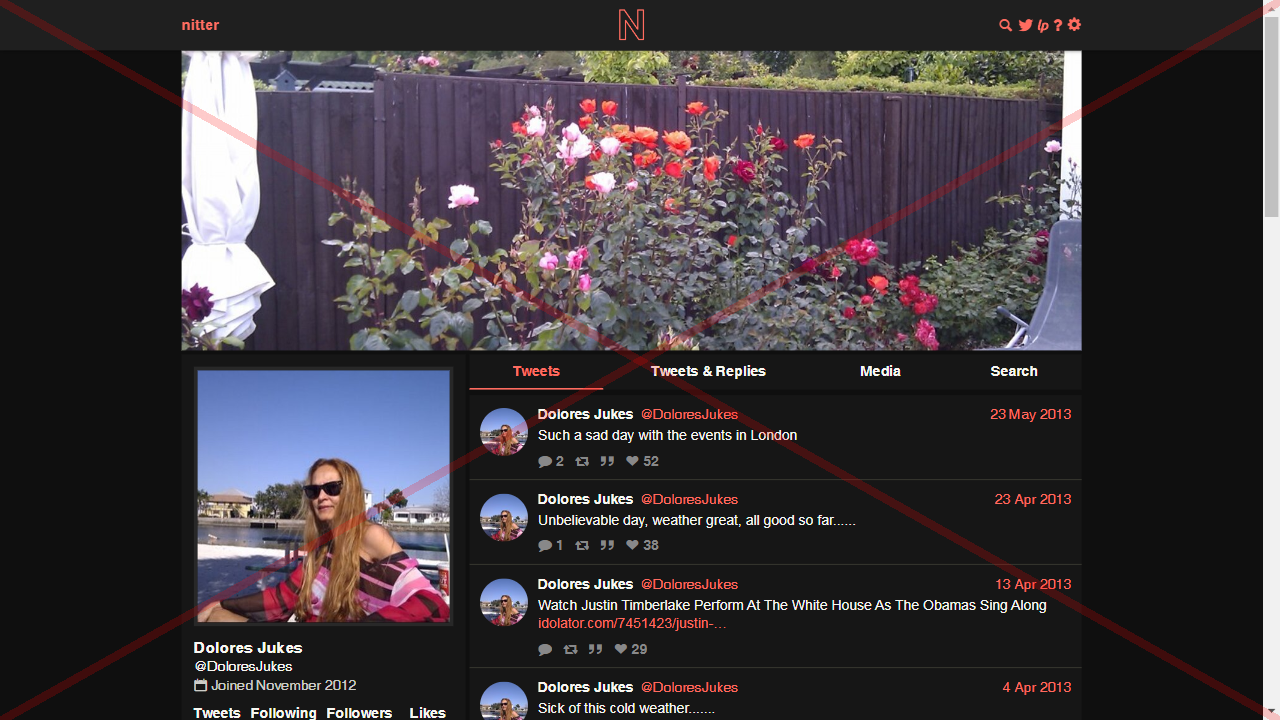 nitter
N
lp ?
Tweets Tweets & Replies Media Search
Dolores Jukes @DoloresJukes 23 May 2013
Such a sad day with the events in London
2 52
Dolores Jukes @DoloresJukes 23 Apr 2013
Unbelievable day, weather great, all good so far......
1 38
Dolores Jukes @DoloresJukes 13 Apr 2013
Watch Justin Timberlake Perform At The White House As The Obamas Sing Along
idolator.com/7451423/justin-…
29
Dolores Jukes @DoloresJukes 4 Apr 2013
Sick of this cold weather.......
Dolores Jukes
@DoloresJukes
Joined November 2012
Tweets Following Followers Likes